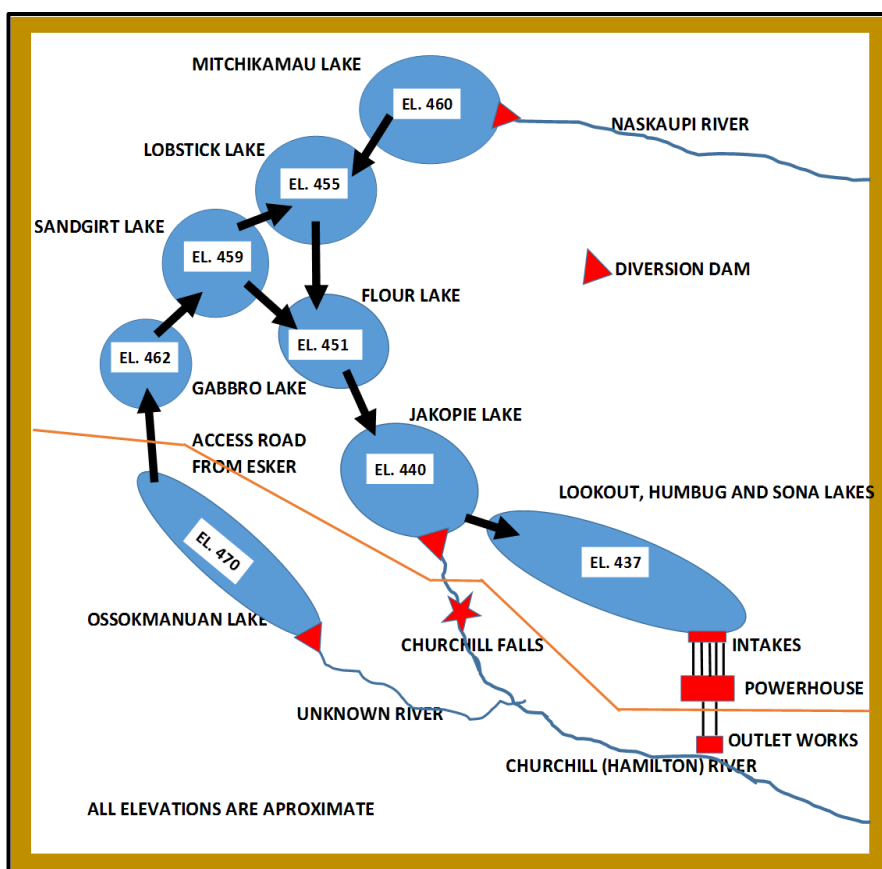 MITCHIKAMAU LAKE
EL. 460
NASKAUPI RIVER
LOBSTICK LAKE
EL. 455
SANDGIRT LAKE
EL. 459
DIVERSION DAM
FLOUR LAKE
EL. 451
EL. 462
GABBRO LAKE
JAKOPIE LAKE
ACCESS ROAD
FROM ESKER
EL. 440
LOOKOUT, HUMBUG AND SONA LAKES
EL. 470
EL. 437
OSSOKMANUAN LAKE
CHURCHILL FALLS
INTAKES
POWERHOUSE
UNKNOWN RIVER
OUTLET WORKS
CHURCHILL (HAMILTON) RIVER
ALL ELEVATIONS ARE APROXIMATE